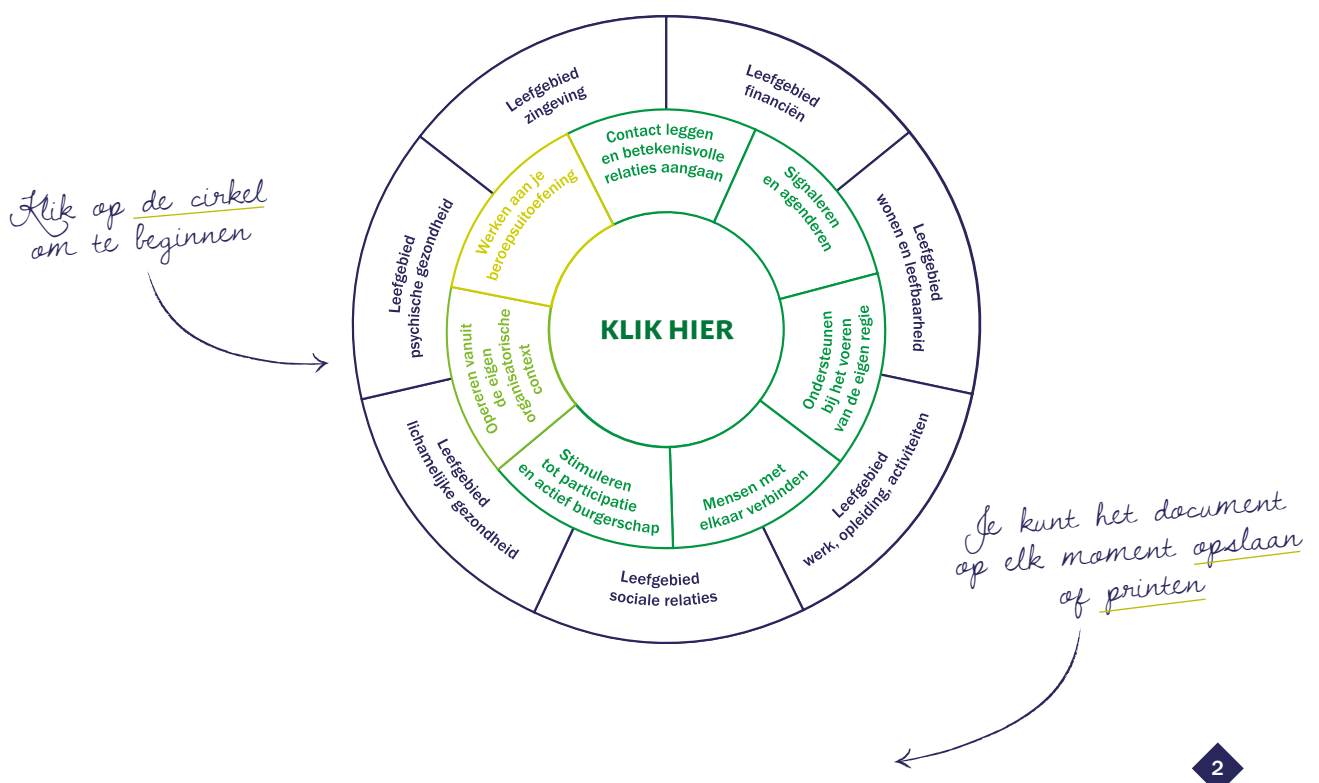 Leefgebied
zingeving
Leefgebied
financiën
Contact leggen
en betekenisvolle
relaties aangaan
Werken aan je
beroepsuitoefening
Signaleren
en agenderen
Klik op de cirkel
om te beginnen
Leefgebied
psychische gezondheid
Leefgebied
wonen en leefbaarheid
KLIK HIER
Opereren vanuit
de eigen
organisatorische
context
Ondersteunen
bij het voeren
van de eigen regie
Leefgebied
lichamelijke gezondheid
Stimuleren
tot participatie
en actief burgerschap
Mensen met
elkaar verbinden
Leefgebied
werk, opleiding, activiteiten
Leefgebied
sociale relaties
Je kunt het document
op elk moment opslaan
of printen
2